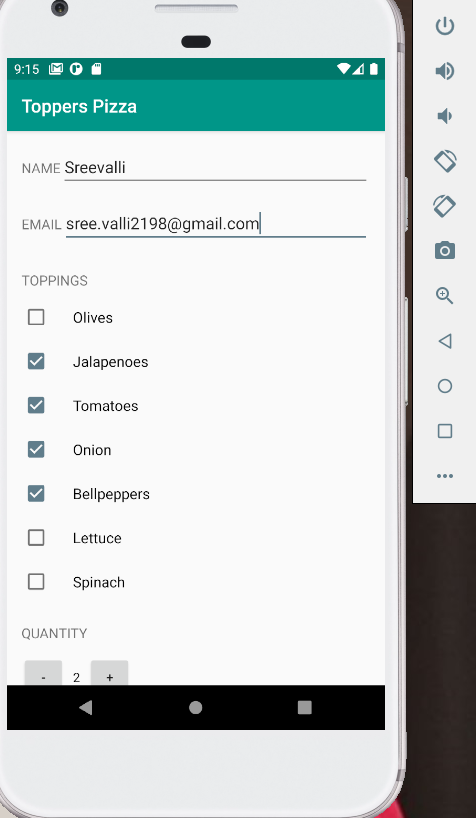 9:15
Toppers Pizza
NAME Sreevalli
EMAIL sree.valli2198@gmail.com
TOPPINGS
Olives
Jalapenoes
Tomatoes
Onion
Bellpeppers
Lettuce
Spinach
QUANTITY
- 2 +